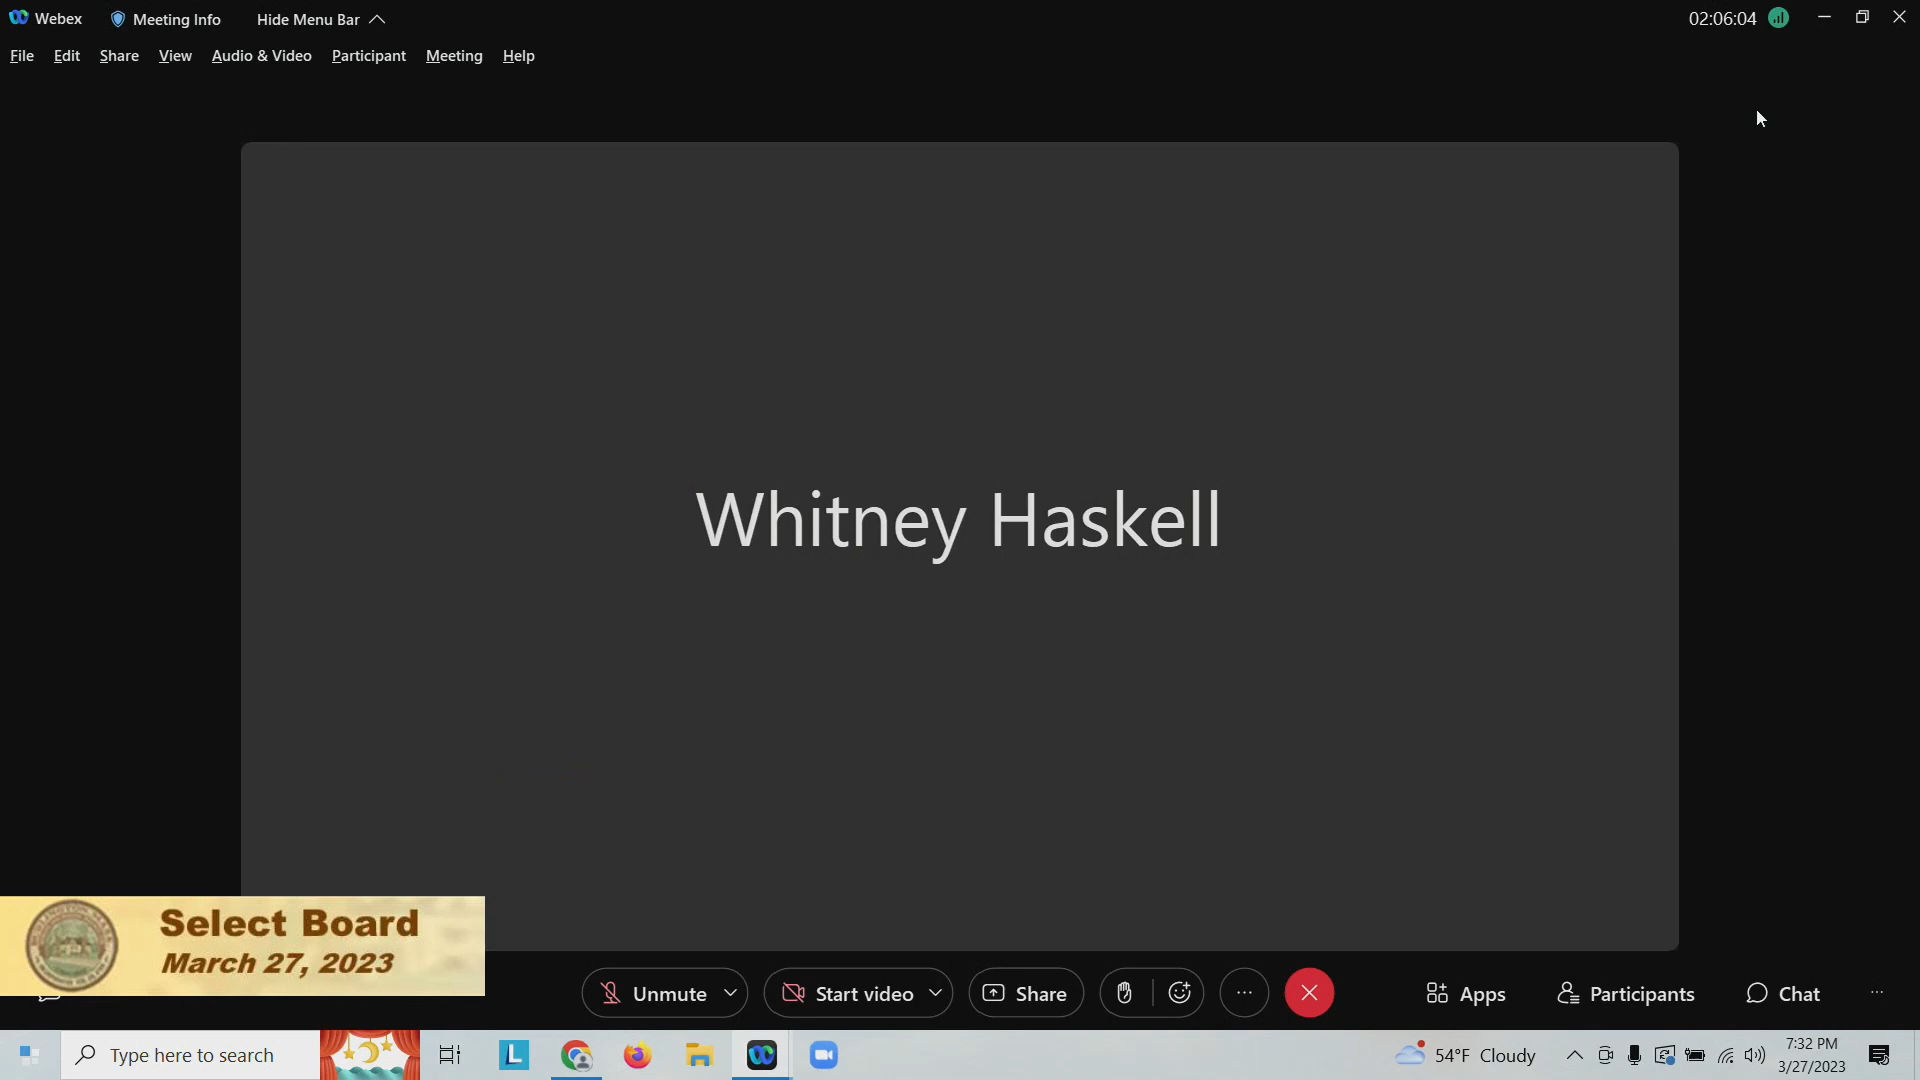 Webex Meeting Info Hide Menu Bar 02:06:04
File Edit Share View Audio & Video Participant Meeting Help
Whitney Haskell
Select Board
March 27, 2023
Unmute Start video Share Apps Participants Chat
Type here to search L 54°F Cloudy 7:32 PM
3/27/2023